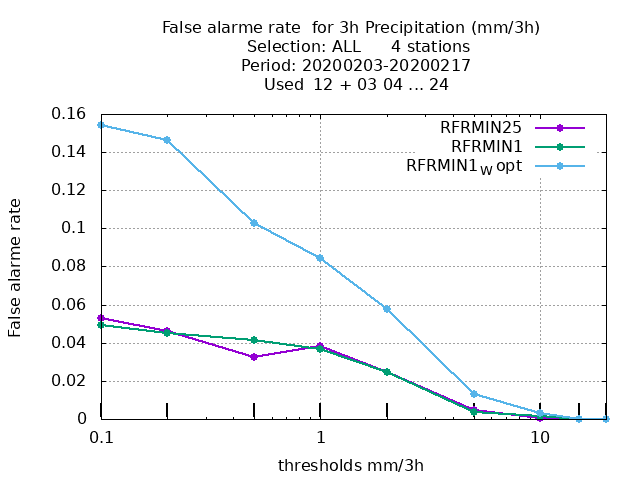 False alarme rate  for 3h Precipitation (mm/3h)
Selection: ALL      4 stations
Period: 20200203-20200217
Used  12 + 03 04 ... 24
RFRMIN25
RFRMIN1
RFRMIN1W opt
0.16
0.14
0.12
0.1
0.08
0.06
0.04
0.02
0
False alarme rate
0.1 1 10
thresholds mm/3h